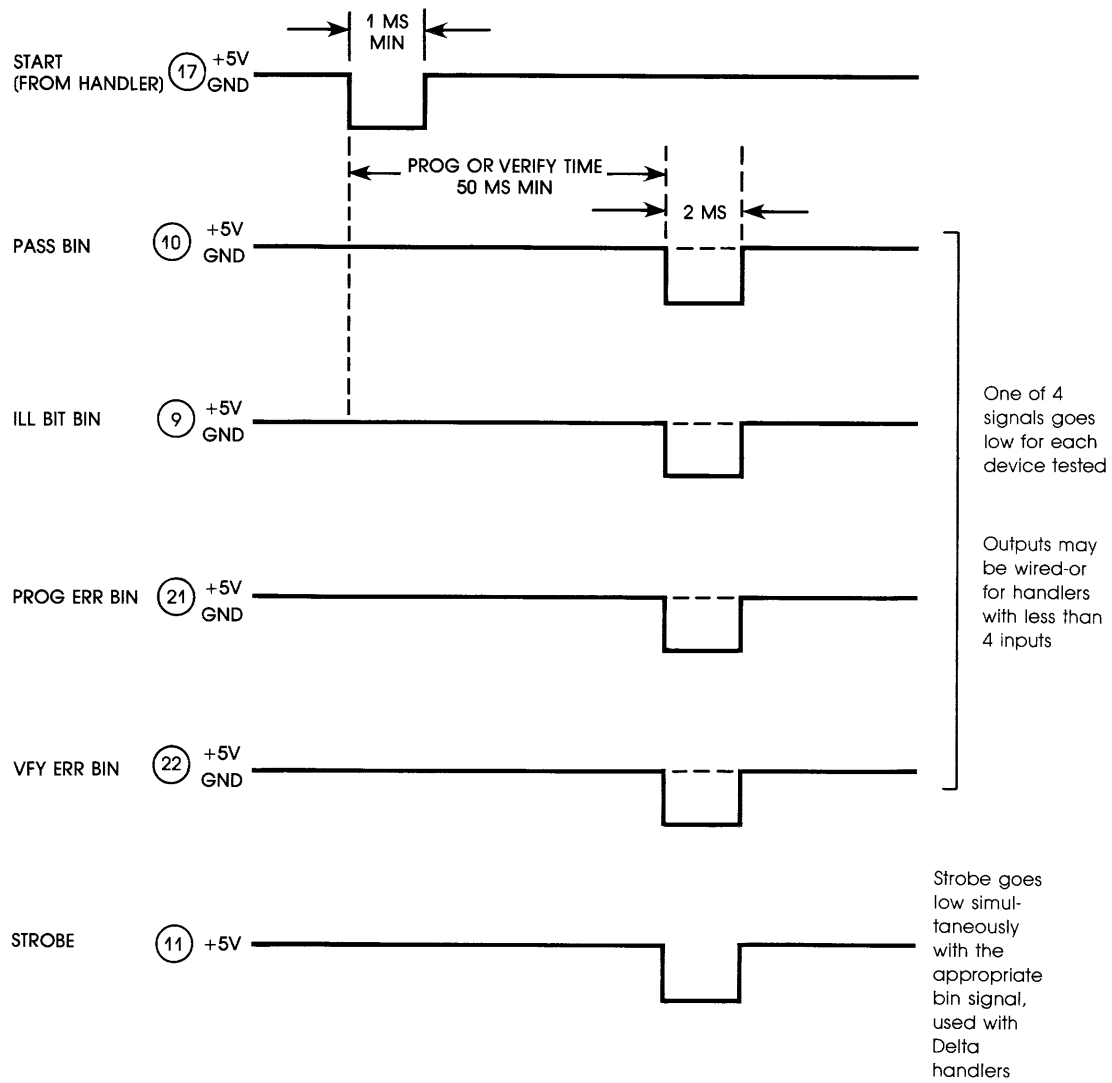 1 MS
MIN
START
(FROM HANDLER)
17
+5V
GND
PROG OR VERIFY TIME
50 MS MIN
2 MS
PASS BIN
10
+5V
GND
ILL BIT BIN
9
+5V
GND
One of 4
signals goes
low for each
device tested
Outputs may
be wired-or
for handlers
with less than
4 inputs
PROG ERR BIN
21
+5V
GND
VFY ERR BIN
22
+5V
GND
STROBE
11
+5V
Strobe goes
low simul-
taneously
with the
appropriate
bin signal,
used with
Delta
handlers